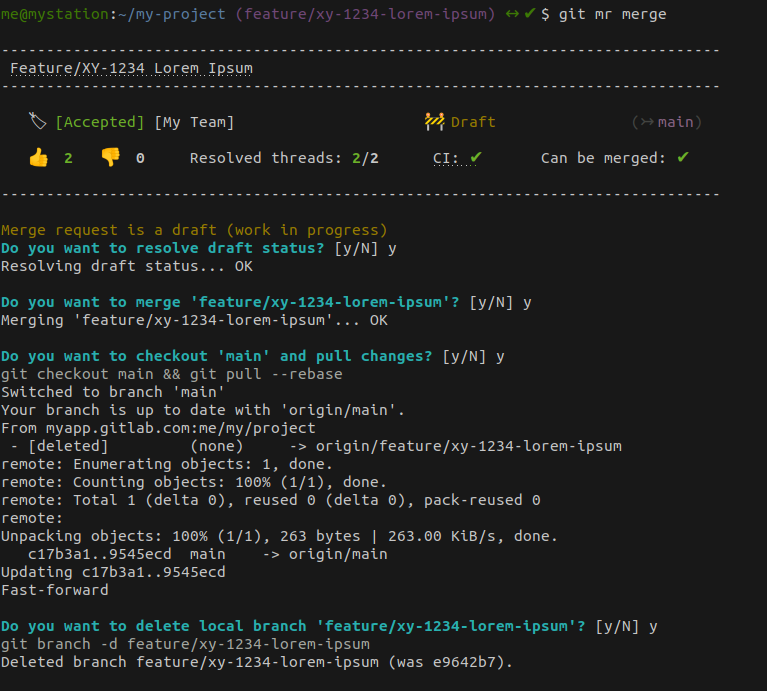 me@mystation:~/my-project (feature/xy-1234-lorem-ipsum) ↔ ✔ $ git mr merge
--------------------------------------------------------------------------------
Feature/XY-1234 Lorem Ipsum
--------------------------------------------------------------------------------
🏷 [Accepted] [My Team] 🚧 Draft (↣ main)
👍 2 👎 0 Resolved threads: 2/2 CI: ✔ Can be merged: ✔
--------------------------------------------------------------------------------
Merge request is a draft (work in progress)
Do you want to resolve draft status? [y/N] y
Resolving draft status... OK
Do you want to merge 'feature/xy-1234-lorem-ipsum'? [y/N] y
Merging 'feature/xy-1234-lorem-ipsum'... OK
Do you want to checkout 'main' and pull changes? [y/N] y
git checkout main && git pull --rebase
Switched to branch 'main'
Your branch is up to date with 'origin/main'.
From myapp.gitlab.com:me/my/project
 - [deleted]         (none)     -> origin/feature/xy-1234-lorem-ipsum
remote: Enumerating objects: 1, done.
remote: Counting objects: 100% (1/1), done.
remote: Total 1 (delta 0), reused 0 (delta 0), pack-reused 0
remote:
Unpacking objects: 100% (1/1), 263 bytes | 263.00 KiB/s, done.
   c17b3a1..9545ecd  main    -> origin/main
Updating c17b3a1..9545ecd
Fast-forward
Do you want to delete local branch 'feature/xy-1234-lorem-ipsum'? [y/N] y
git branch -d feature/xy-1234-lorem-ipsum
Deleted branch feature/xy-1234-lorem-ipsum (was e9642b7).